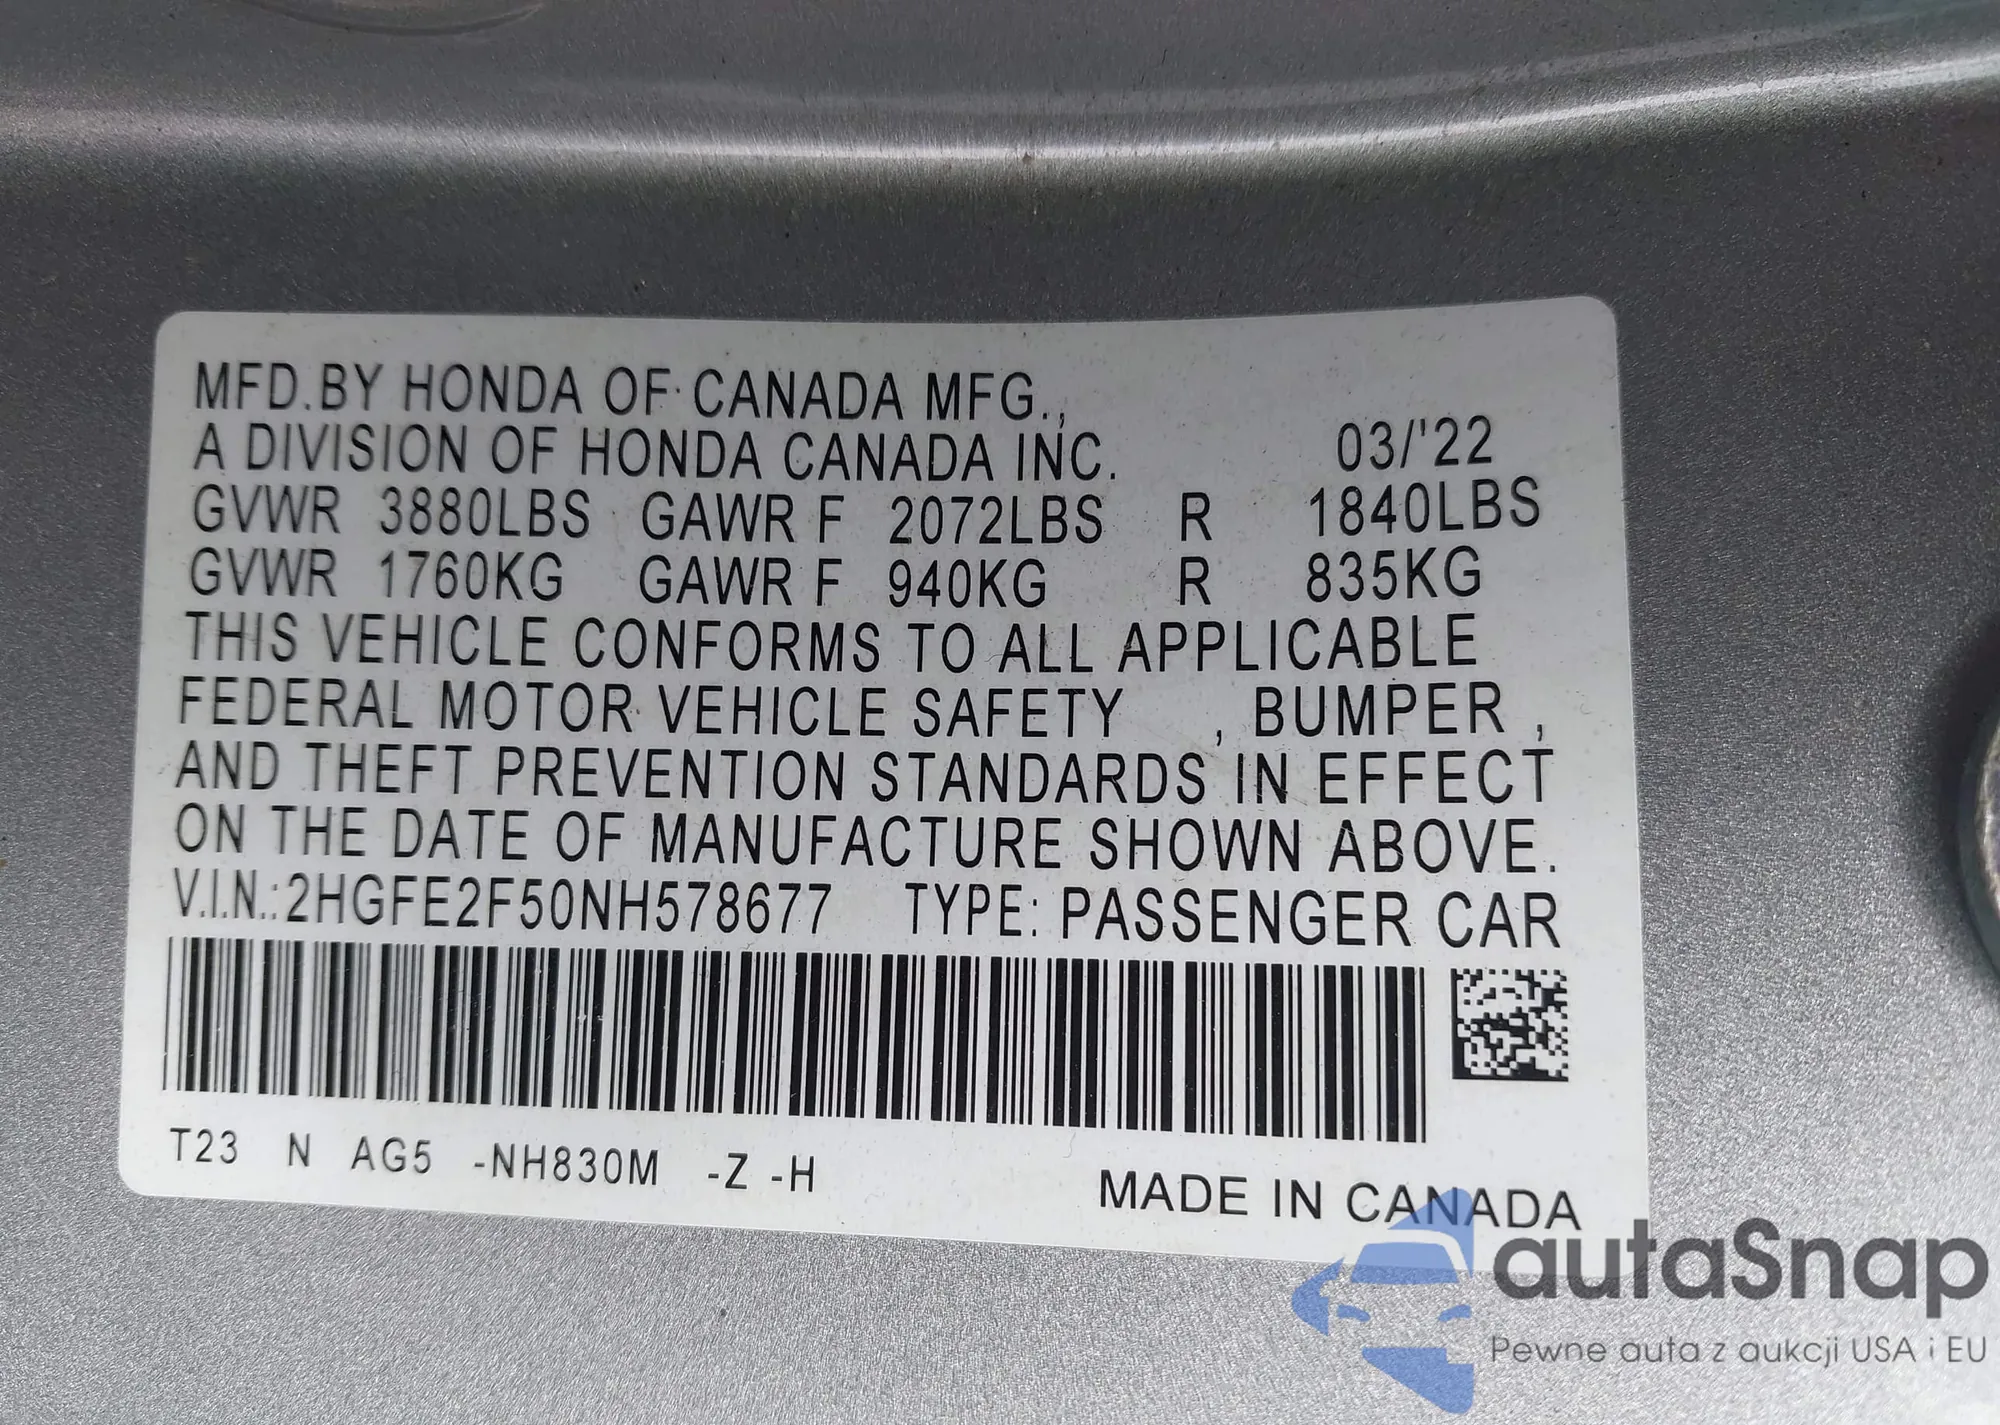 MFD.BY HONDA OF CANADA MFG.,
A DIVISION OF HONDA CANADA INC. 03/'22
GVWR 3880LBS GAWR F 2072LBS R 1840LBS
GVWR 1760KG GAWR F 940KG R 835KG
THIS VEHICLE CONFORMS TO ALL APPLICABLE
FEDERAL MOTOR VEHICLE SAFETY , BUMPER ,
AND THEFT PREVENTION STANDARDS IN EFFECT
ON THE DATE OF MANUFACTURE SHOWN ABOVE.
V.I.N.:2HGFE2F50NH578677 TYPE: PASSENGER CAR
T23 N AG5 -NH830M -Z -H
MADE IN CANADA
autaSnap
Pewne auta z aukcji USA i EU